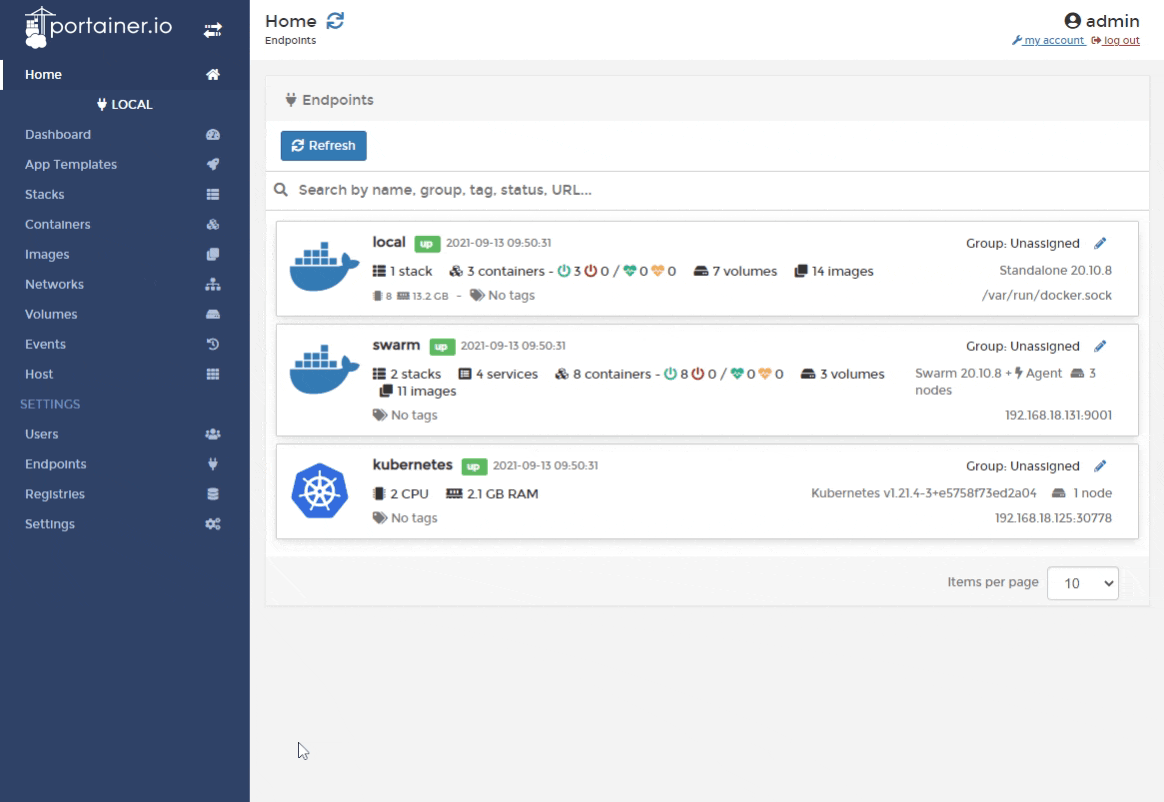 portainer.io
Home
LOCAL
Dashboard
App Templates
Stacks
Containers
Images
Networks
Volumes
Events
Host
SETTINGS
Users
Endpoints
Registries
Settings
Home
Endpoints
admin
my account log out
Endpoints
Refresh
Search by name, group, tag, status, URL...
local up 2021-09-13 09:50:31 Group: Unassigned
1 stack 3 containers - 3 0 / 0 0 7 volumes 14 images Standalone 20.10.8
8 13.2 GB - No tags /var/run/docker.sock
swarm up 2021-09-13 09:50:31 Group: Unassigned
2 stacks 4 services 8 containers - 8 0 / 0 0 3 volumes
11 images
Swarm 20.10.8 + Agent 3
nodes
No tags 192.168.18.131:9001
kubernetes up 2021-09-13 09:50:31 Group: Unassigned
2 CPU 2.1 GB RAM Kubernetes v1.21.4-3+e5758f73ed2a04 1 node
No tags 192.168.18.125:30778
Items per page 10